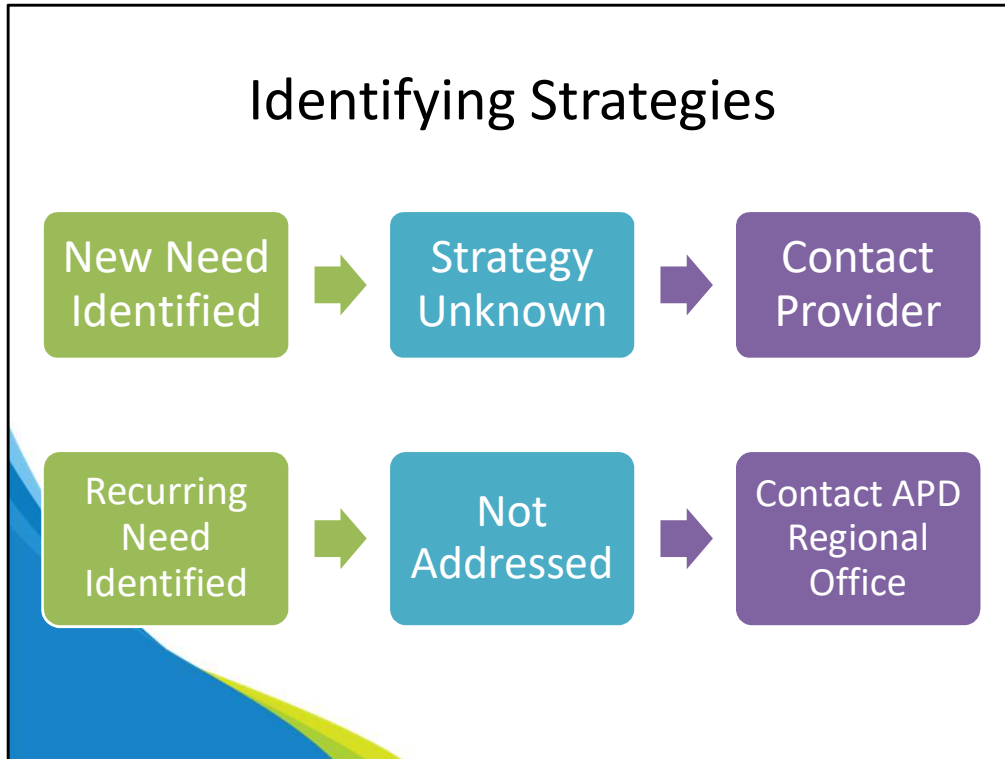 Identifying Strategies
New Need
Identified
Strategy
Unknown
Contact
Provider
Recurring
Need
Identified
Not
Addressed
Contact APD
Regional
Office